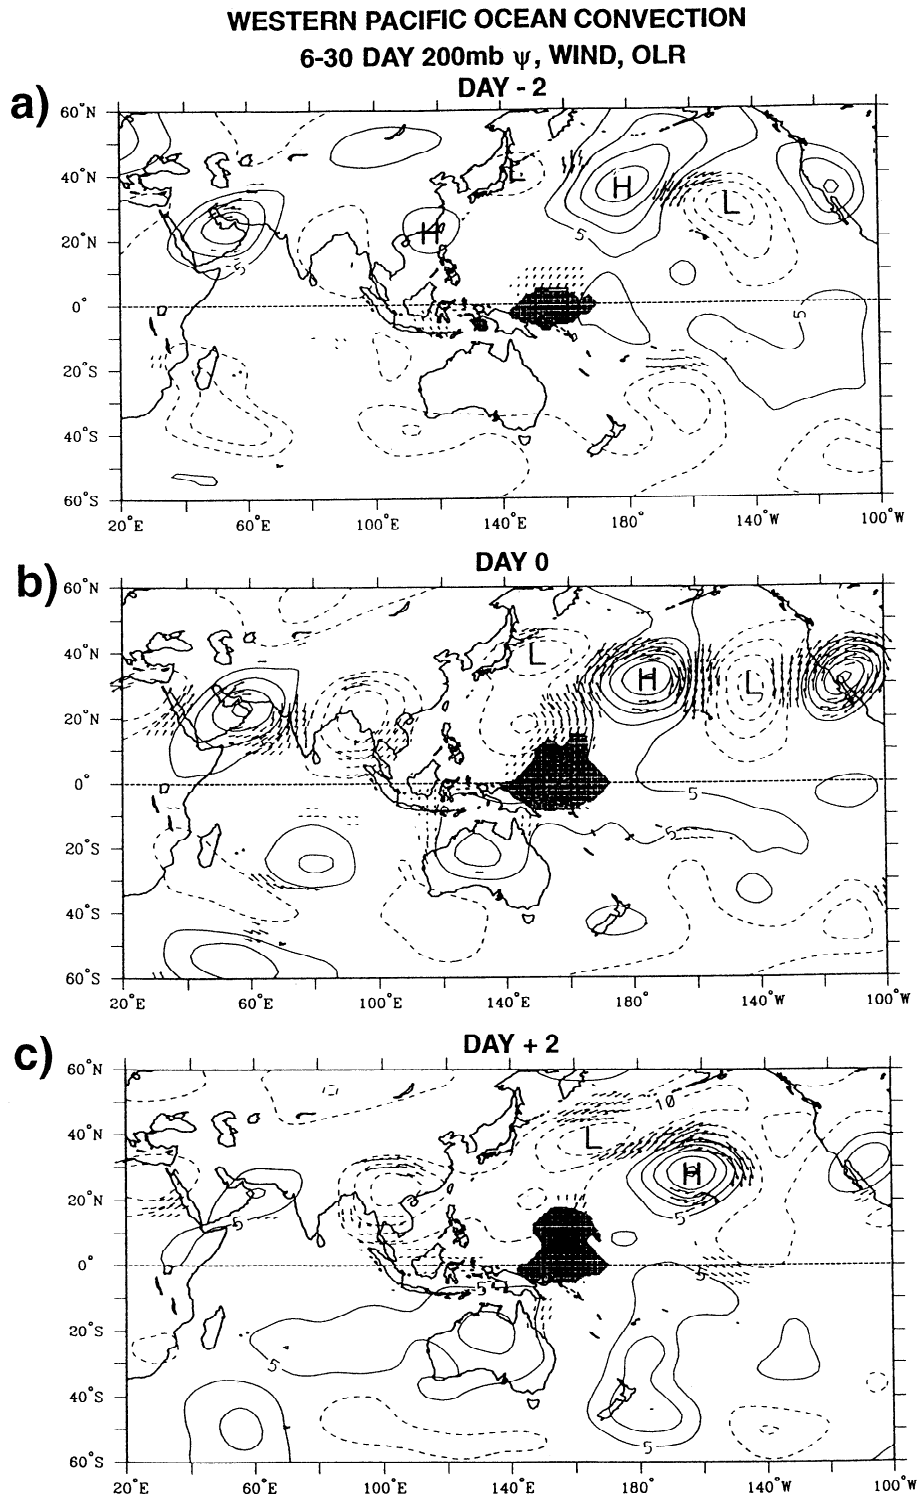 WESTERN PACIFIC OCEAN CONVECTION
6-30 DAY 200mb ψ, WIND, OLR
DAY - 2
a)
60°N
40°N
20°N
0°
20°S
40°S
60°S
H
L
H
L
H
5
5
5
20°E 60°E 100°E 140°E 180° 140°W 100°W
DAY 0
b)
60°N
40°N
20°N
0°
20°S
40°S
60°S
L
H
L
5
5
20°E 60°E 100°E 140°E 180° 140°W 100°W
DAY + 2
c)
60°N
40°N
20°N
0°
20°S
40°S
60°S
10
L
H
5
5
5
5
5
5
20°E 60°E 100°E 140°E 180° 140°W 100°W